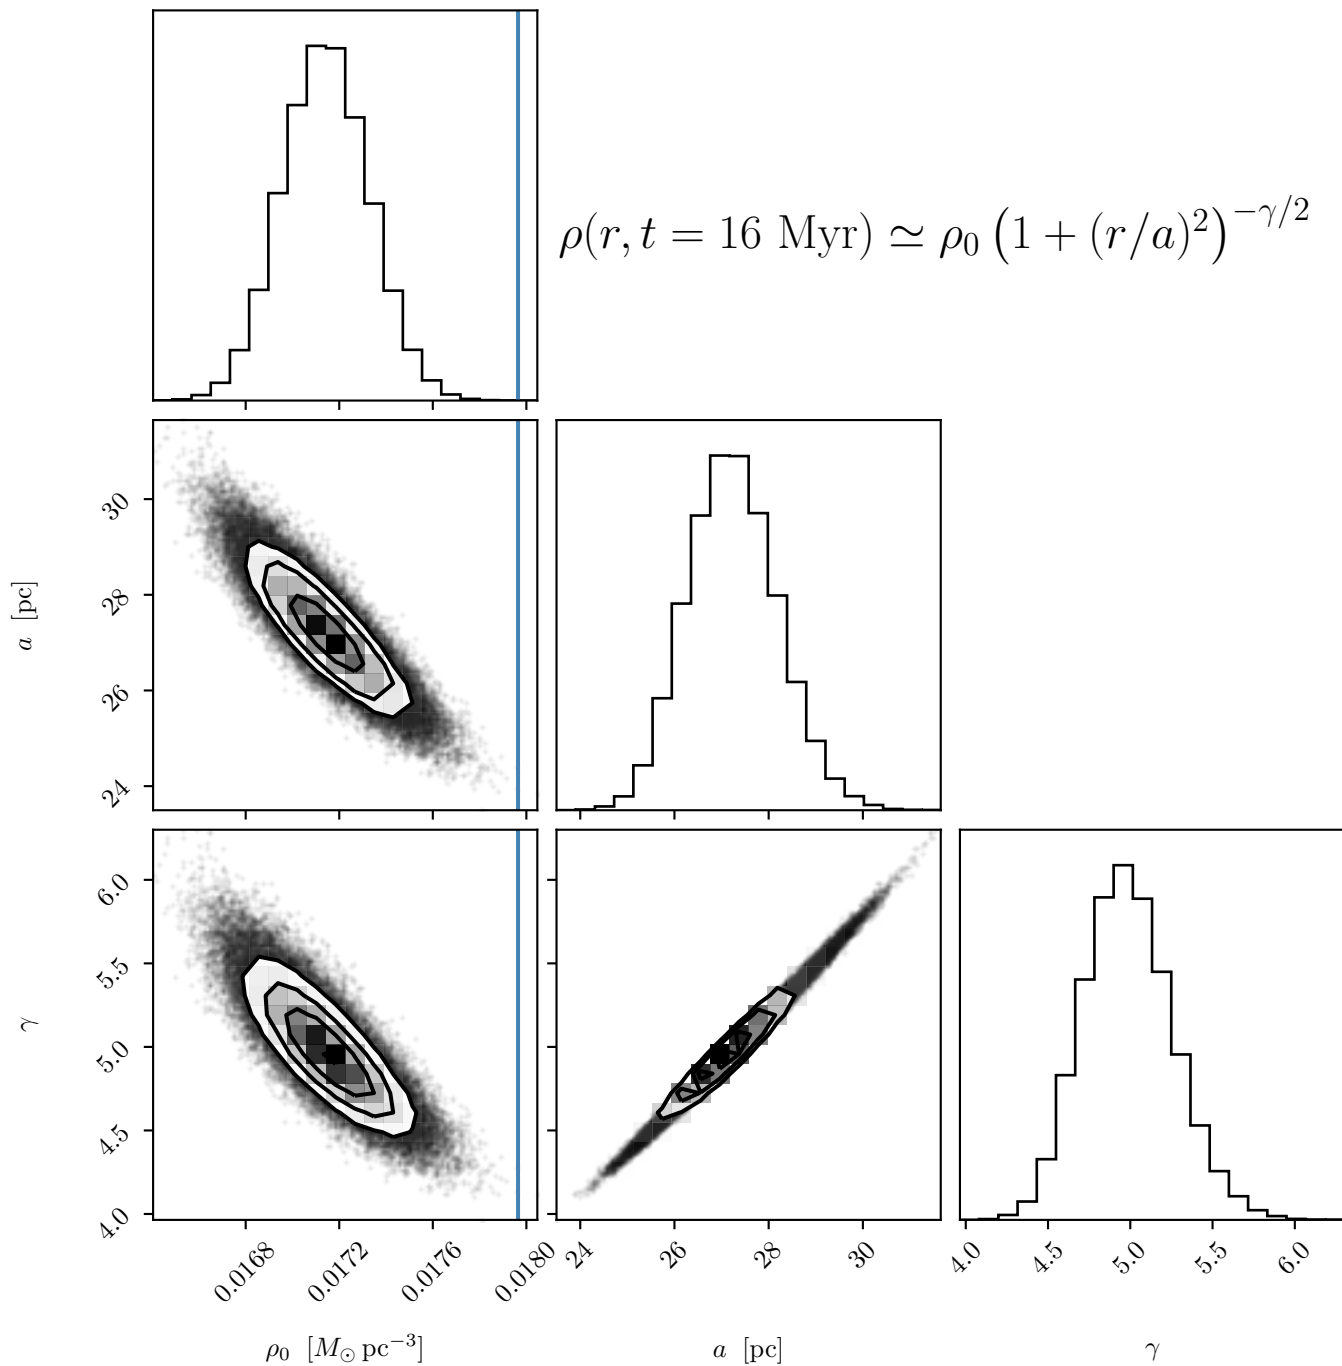 ρ(r, t = 16 Myr) ≃ ρ₀ (1 + (r/a)²)^{−γ/2}
30
28
26
24
a [pc]
6.0
5.5
5.0
4.5
4.0
γ
0.0168 0.0172 0.0176 0.0180
24 26 28 30
4.0 4.5 5.0 5.5 6.0
ρ₀ [M☉ pc⁻³]
a [pc]
γ